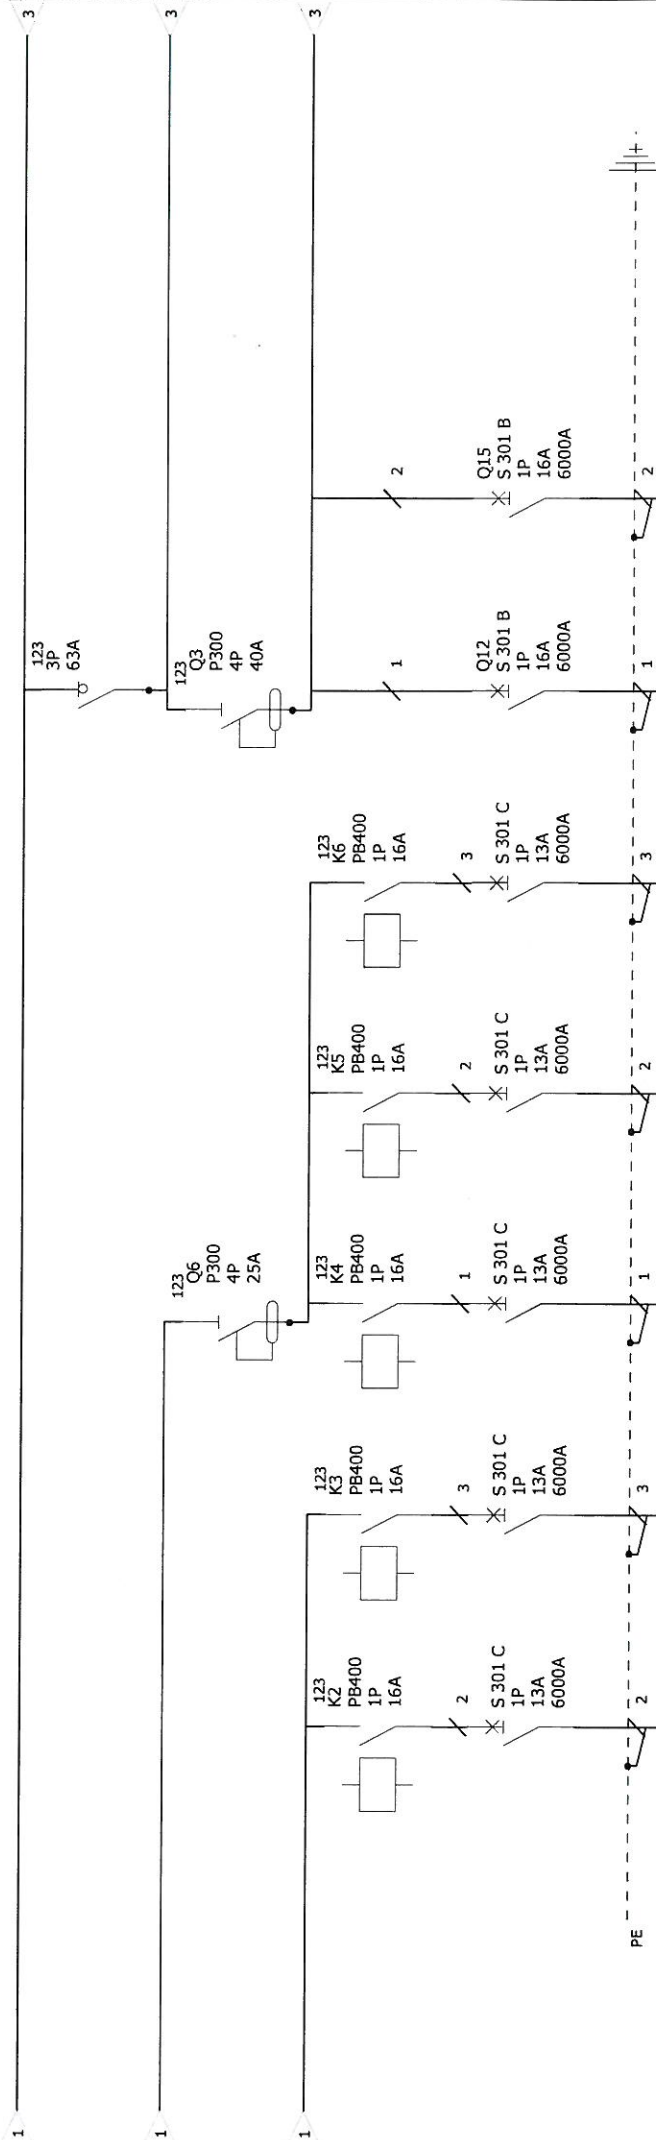 1
3
1
3
1
3
123
3P
63A
123
Q6
P300
4P
25A
123
Q3
P300
4P
40A
123
K2
PB400
1P
16A
123
K3
PB400
1P
16A
123
K4
PB400
1P
16A
123
K5
PB400
1P
16A
123
K6
PB400
1P
16A
2
3
1
2
3
1
2
S 301 C
1P
13A
6000A
S 301 C
1P
13A
6000A
S 301 C
1P
13A
6000A
S 301 C
1P
13A
6000A
S 301 C
1P
13A
6000A
Q12
S 301 B
1P
16A
6000A
Q15
S 301 B
1P
16A
6000A
PE
2
3
1
2
3
1
2